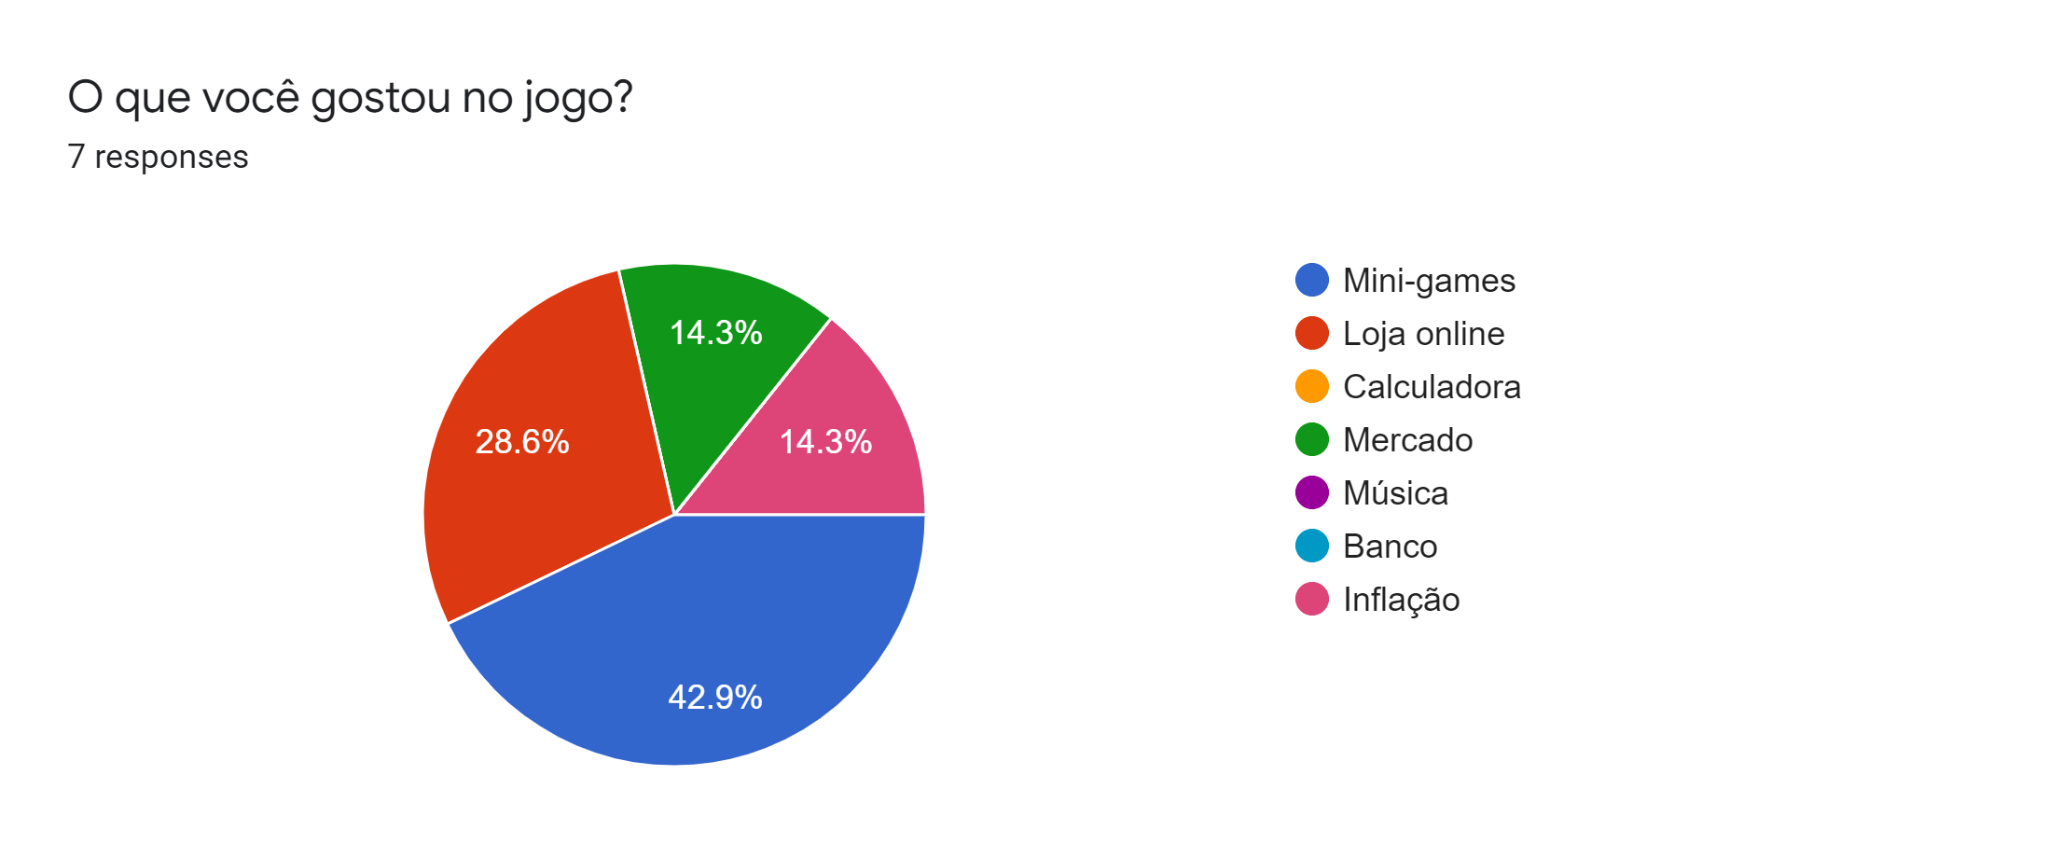 O que você gostou no jogo?
7 responses
14.3%
28.6%
14.3%
42.9%
Mini-games
Loja online
Calculadora
Mercado
Música
Banco
Inflação